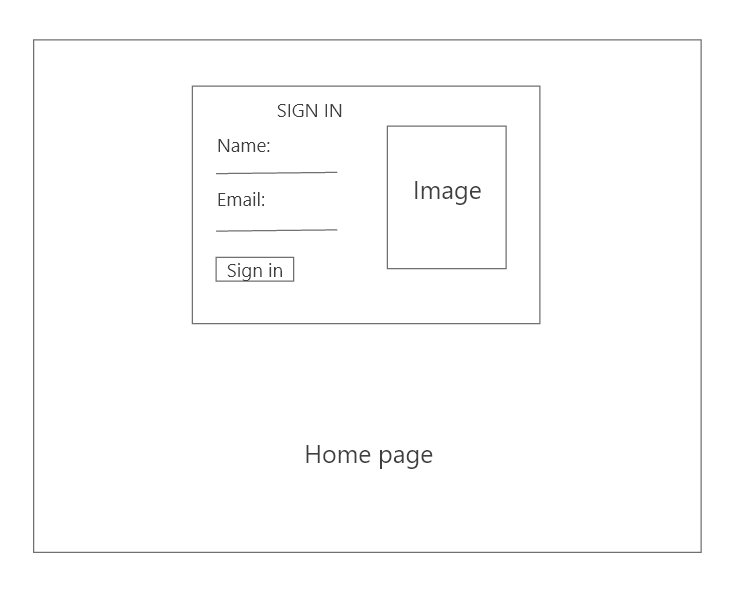 SIGN IN
Name:
Email:
Sign in
Image
Home page